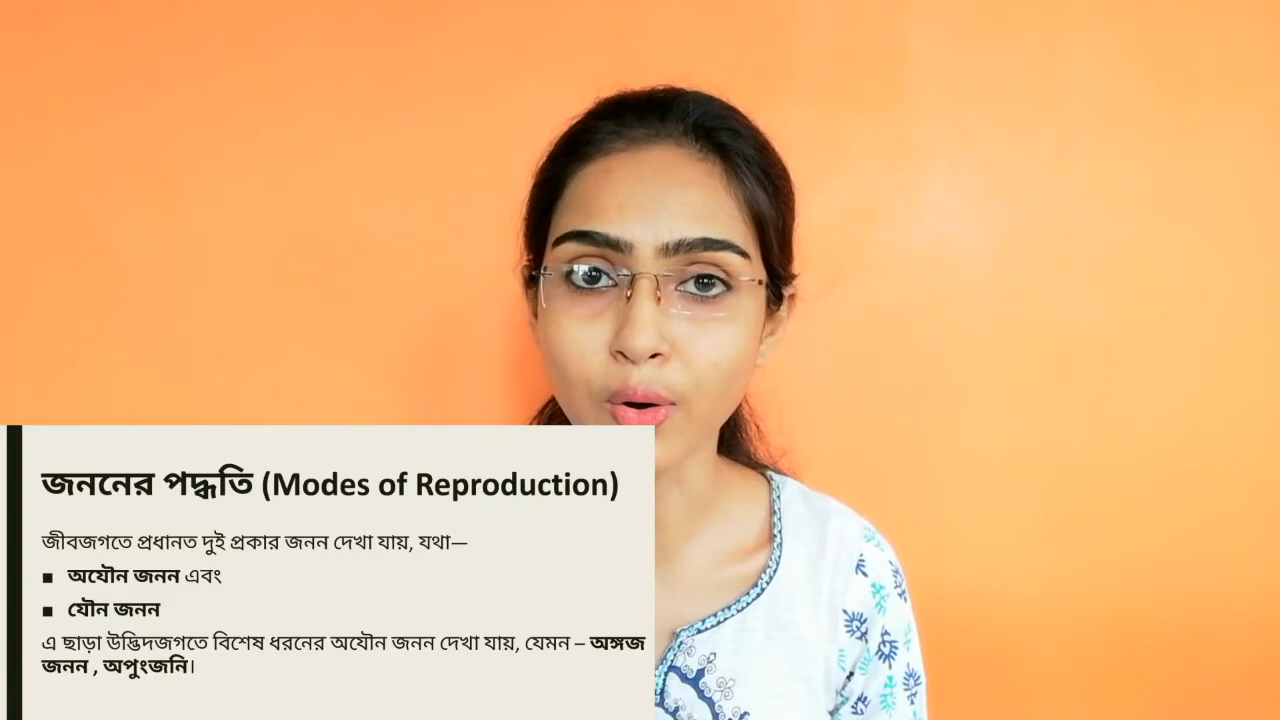 জননের পদ্ধতি (Modes of Reproduction)
জীবজগতে প্রধানত দুই প্রকার জনন দেখা যায়, যথা—
▪ অযৌন জনন এবং
▪ যৌন জনন
এ ছাড়া উদ্ভিদজগতে বিশেষ ধরনের অযৌন জনন দেখা যায়, যেমন – অঙ্গজ
জনন , অপুংজনি।